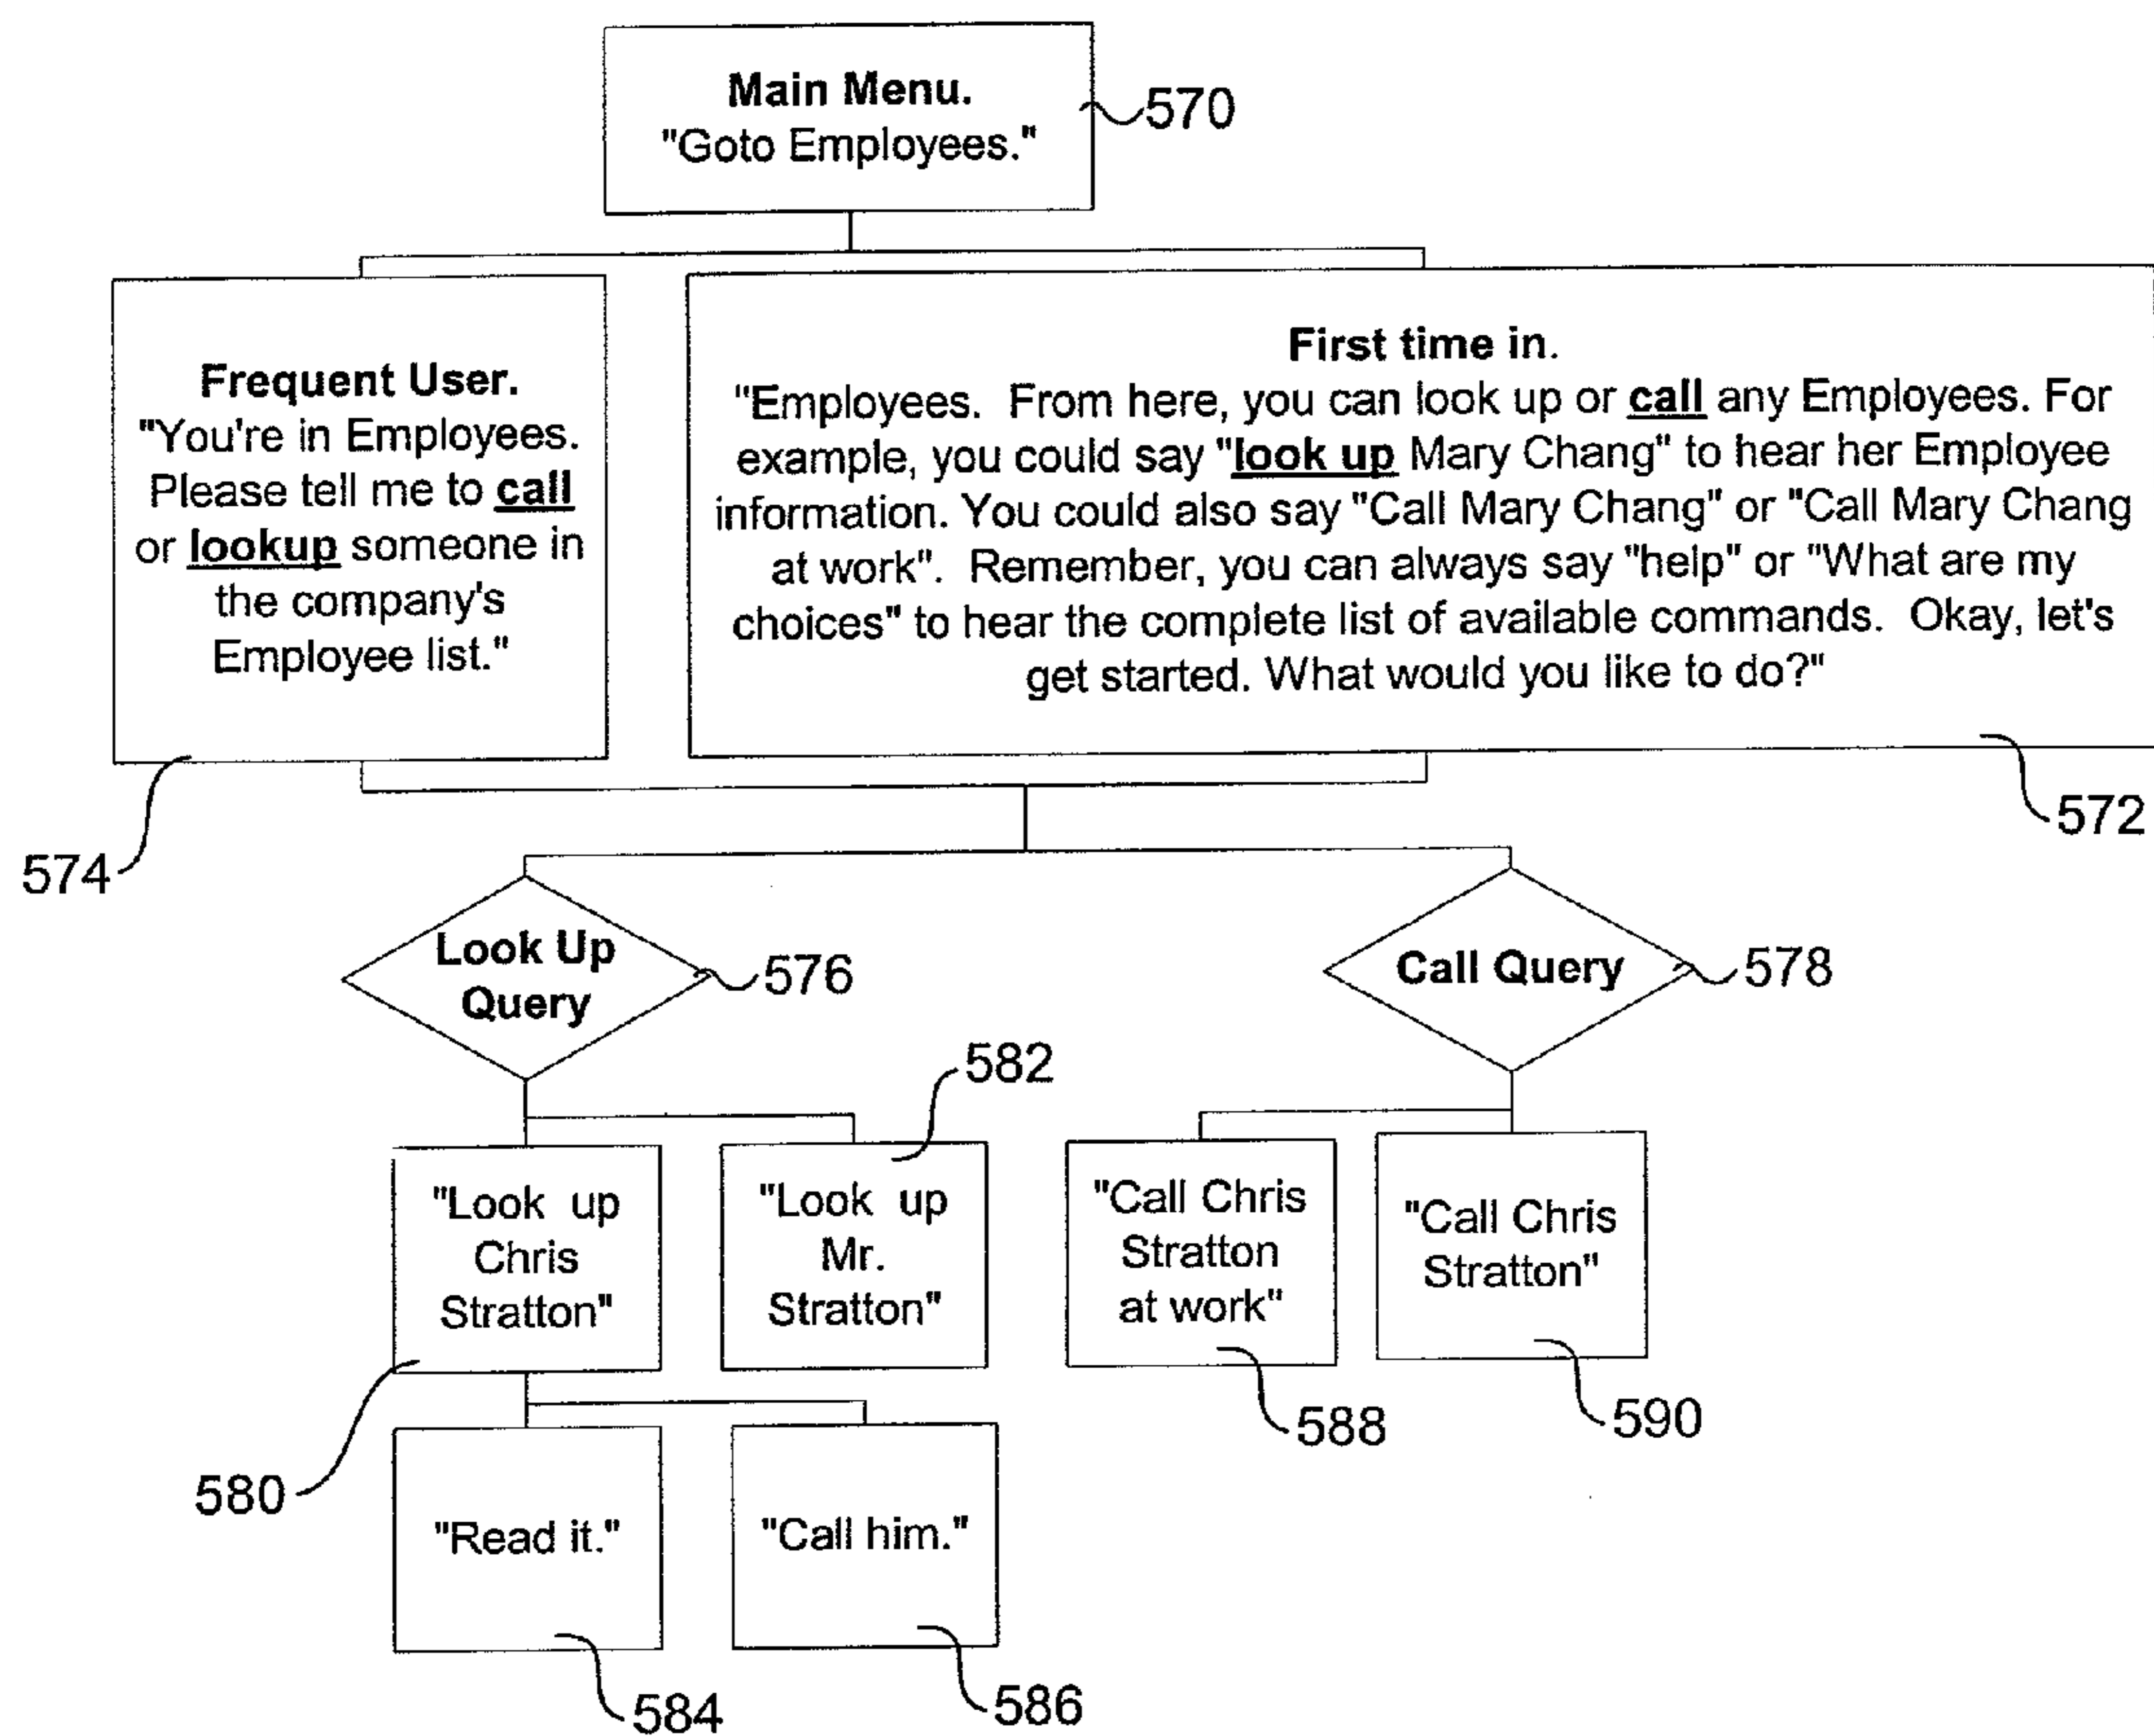 Main Menu.
"Goto Employees."
570
Frequent User.
"You're in Employees.
Please tell me to call
or lookup someone in
the company's
Employee list."
574
First time in.
"Employees.  From here, you can look up or call any Employees. For
example, you could say "look up Mary Chang" to hear her Employee
information. You could also say "Call Mary Chang" or "Call Mary Chang
at work".  Remember, you can always say "help" or "What are my
choices" to hear the complete list of available commands.  Okay, let's
get started. What would you like to do?"
572
Look Up
Query
576
Call Query
578
"Look  up
Chris
Stratton"
580
"Look  up
Mr.
Stratton"
582
"Call Chris
Stratton
at work"
588
"Call Chris
Stratton"
590
"Read it."
584
"Call him."
586